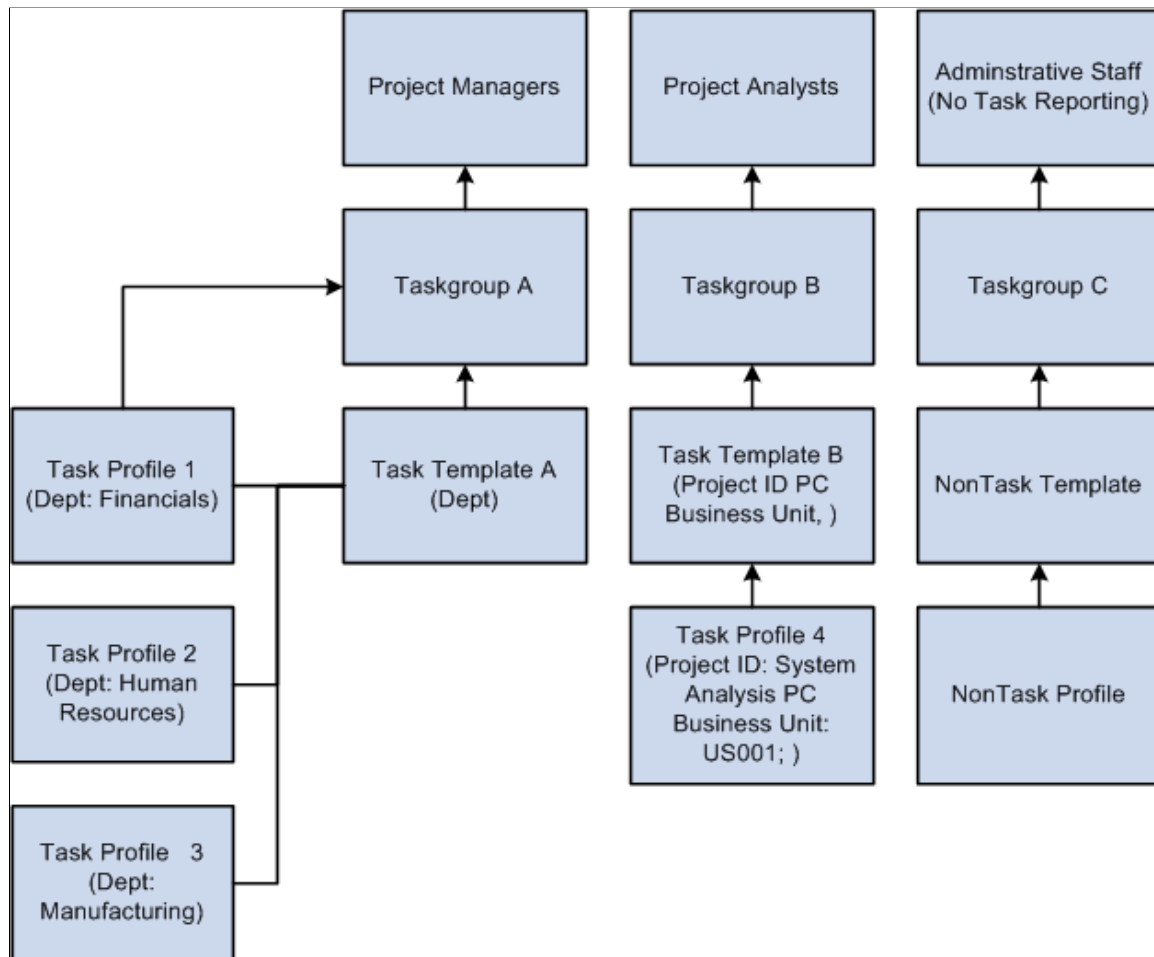 Project Managers
Project Analysts
Adminstrative Staff
(No Task Reporting)
Taskgroup A
Taskgroup B
Taskgroup C
Task Profile 1
(Dept: Financials)
Task Template A
(Dept)
Task Template B
(Project ID PC
Business Unit, )
NonTask Template
Task Profile 2
(Dept: Human
Resources)
Task Profile 4
(Project ID: System
Analysis PC
Business Unit:
US001; )
NonTask Profile
Task Profile 3
(Dept:
Manufacturing)